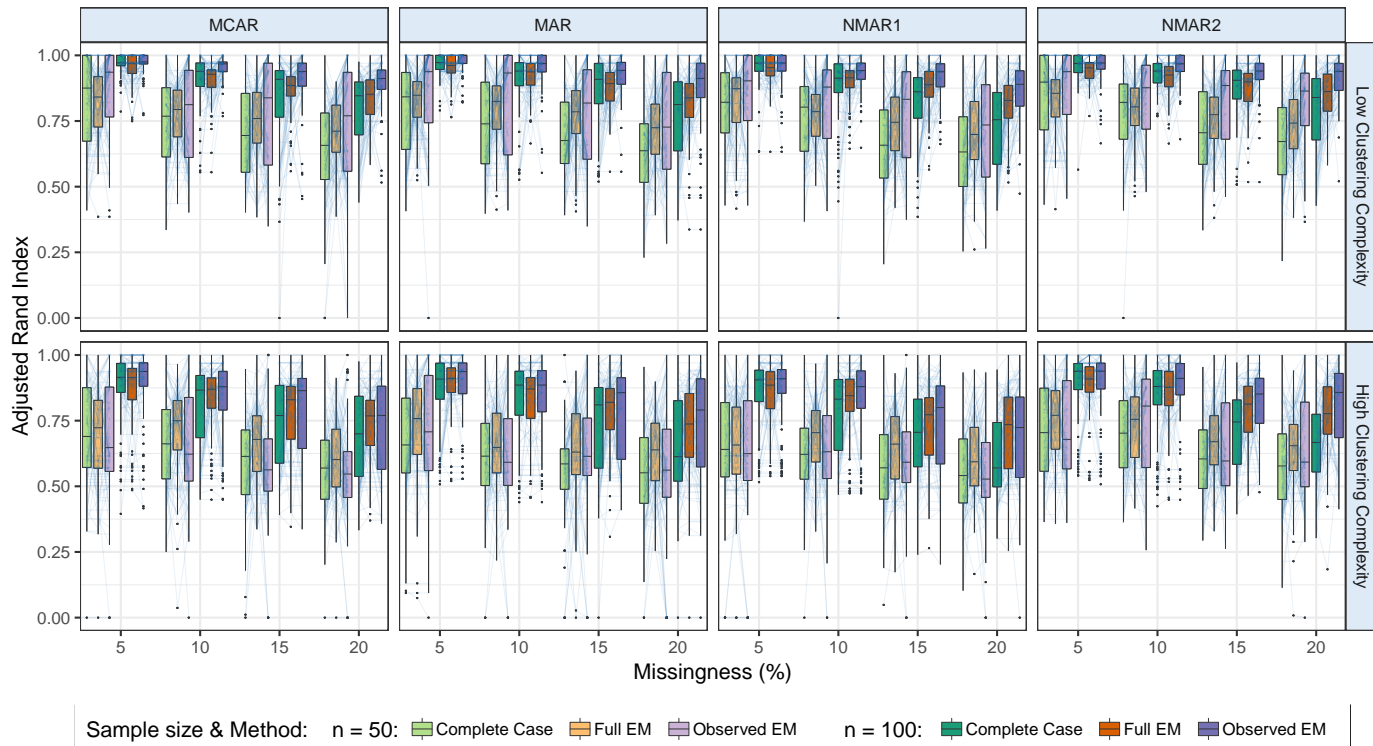 MCAR MAR NMAR1 NMAR2
1.00
0.75
0.50
0.25
0.00
Low Clustering Complexity
Adjusted Rand Index
1.00
0.75
0.50
0.25
0.00
High Clustering Complexity
5 10 15 20 5 10 15 20 5 10 15 20 5 10 15 20
Missingness (%)
Sample size & Method: n = 50: Complete Case Full EM Observed EM n = 100: Complete Case Full EM Observed EM